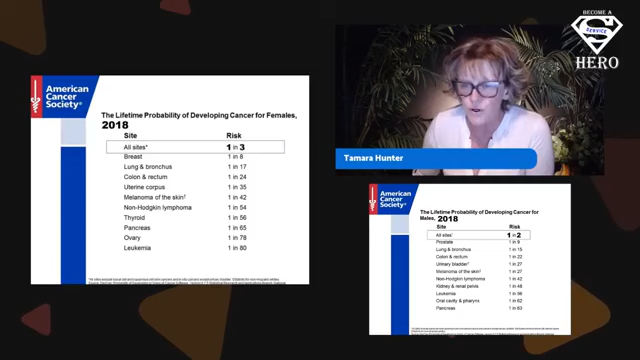 American
Cancer
Society®
The Lifetime Probability of Developing Cancer for Females,
2018
Site Risk
All sites* 1 in 3
Breast 1 in 8
Lung & bronchus 1 in 17
Colon & rectum 1 in 24
Uterine corpus 1 in 35
Melanoma of the skin† 1 in 42
Non-Hodgkin lymphoma 1 in 54
Thyroid 1 in 56
Pancreas 1 in 65
Ovary 1 in 78
Leukemia 1 in 80
BECOME A
S
SERVICE
HERO
Tamara Hunter
American
Cancer
Society®
The Lifetime Probability of Developing Cancer for
Males, 2018
Site Risk
All sites* 1 in 2
Prostate 1 in 9
Lung & bronchus 1 in 15
Colon & rectum 1 in 22
Urinary bladder 1 in 27
Melanoma of the skin† 1 in 27
Non-Hodgkin lymphoma 1 in 42
Kidney & renal pelvis 1 in 48
Leukemia 1 in 56
Oral cavity & pharynx 1 in 62
Pancreas 1 in 63